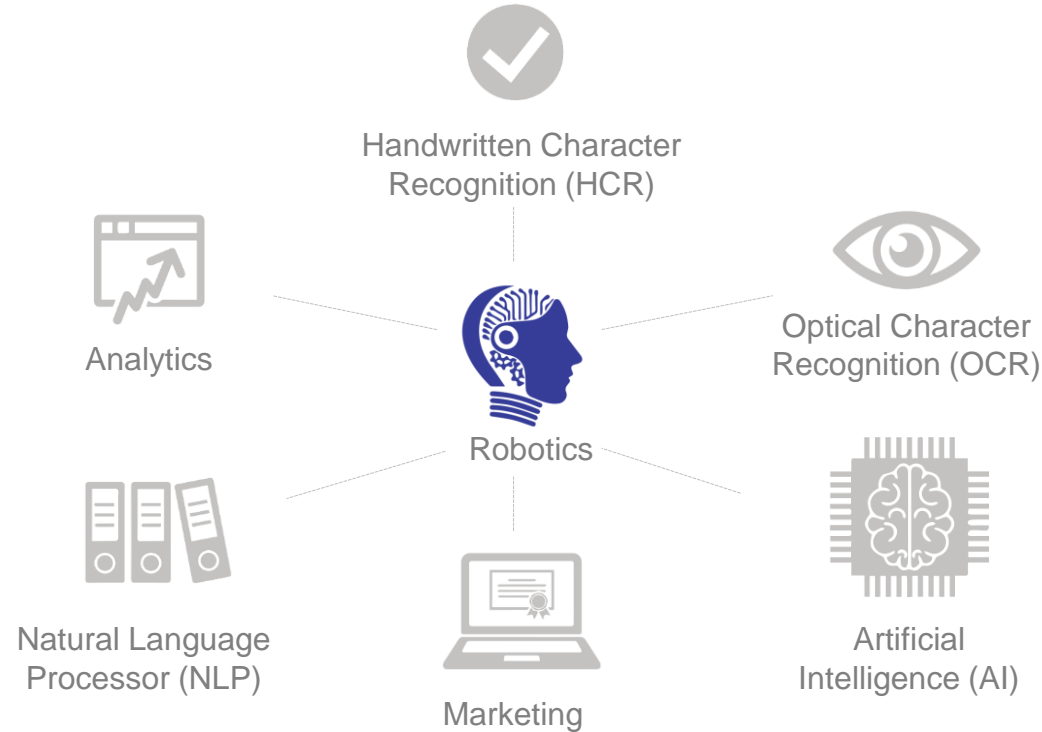 Handwritten Character
Recognition (HCR)
Analytics
Optical Character
Recognition (OCR)
Robotics
Natural Language
Processor (NLP)
Marketing
Artificial
Intelligence (AI)